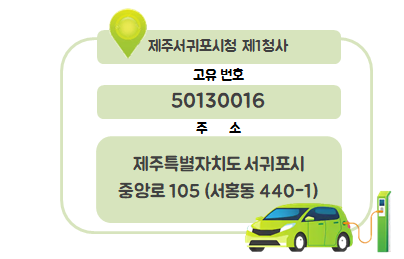 제주서귀포시청 제1청사
고유 번호
50130016
주 소
제주특별자치도 서귀포시
중앙로 105 (서홍동 440-1)